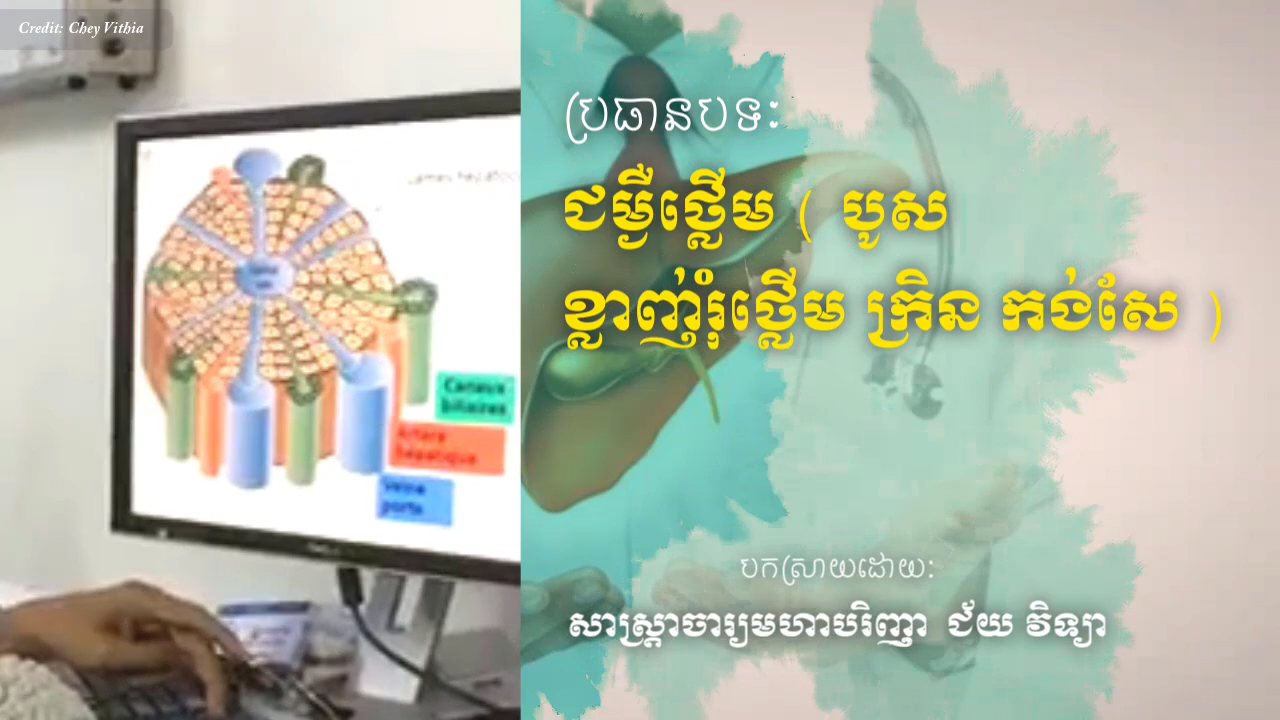 Credit: Chey Vithia
ប្រធានបទៈ
ជម្ងឺថ្លើម ( បូស
ខ្លាញ់រុំថ្លើម ក្រិន កង់សែ )
Canaux
biliaires
Artere
hépatique
Veine
porte
បកស្រាយដោយៈ
សាស្ត្រាចារ្យមហាបរិញ្ញា ជ័យ វិទ្យា